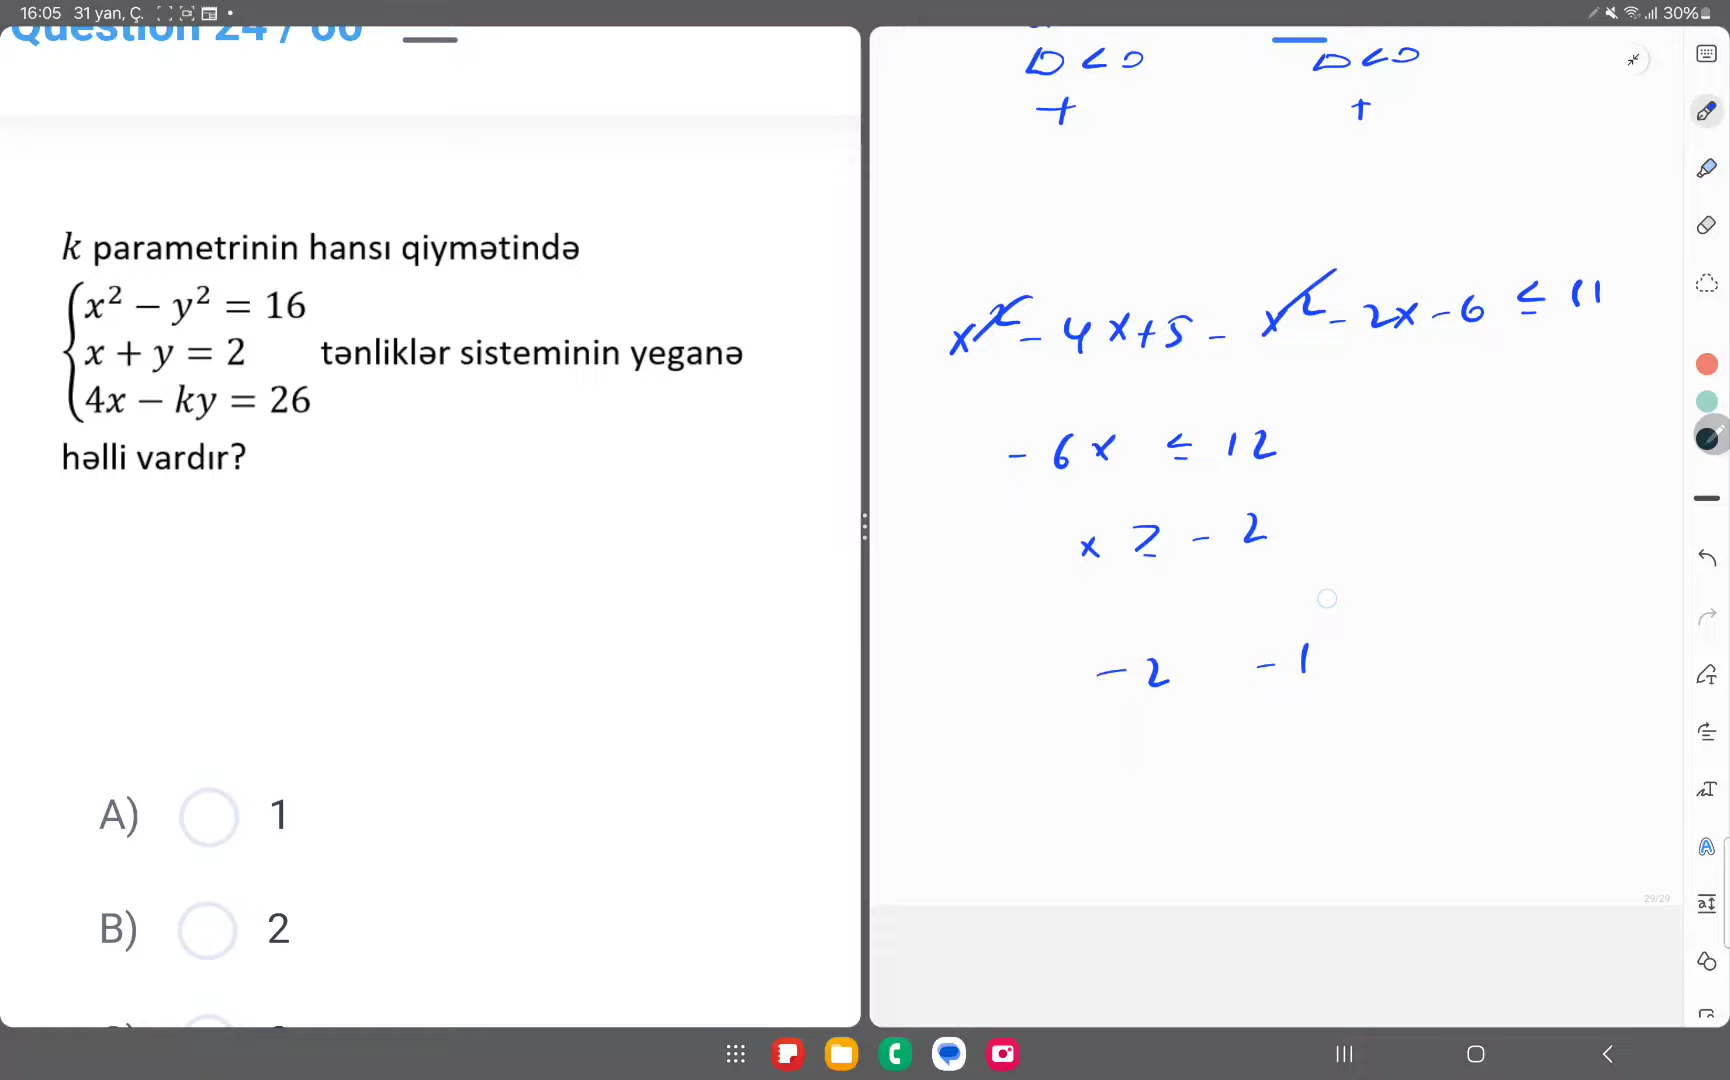 16:05 31 yan, Ç. 30%
Question 24 / 60
k parametrinin hansı qiymətində
x² − y² = 16
x + y = 2 tənliklər sisteminin yeganə
4x − ky = 26
həlli vardır?
A) 1
B) 2
D < 0 D < 0
+ +
x² - 4x + 5 - x² - 2x - 6 ≤ 11
- 6x ≤ 12
x ≥ - 2
- 2 - 1
29/29